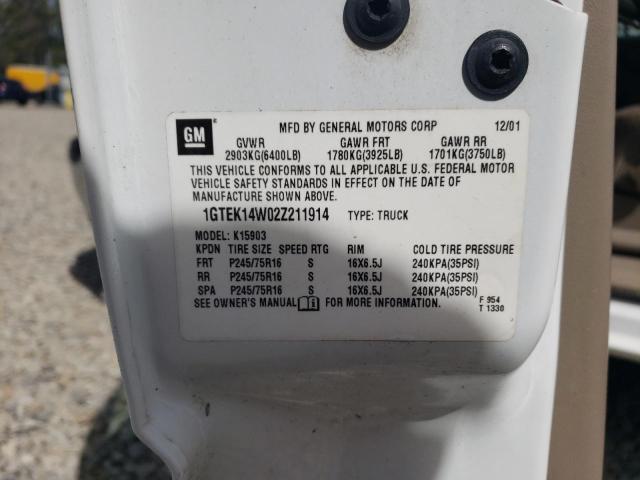 GM
MFD BY GENERAL MOTORS CORP 12/01
GVWR GAWR FRT GAWR RR
2903KG(6400LB) 1780KG(3925LB) 1701KG(3750LB)
THIS VEHICLE CONFORMS TO ALL APPLICABLE U.S. FEDERAL MOTOR
VEHICLE SAFETY STANDARDS IN EFFECT ON THE DATE OF
MANUFACTURE SHOWN ABOVE.
1GTEK14W02Z211914 TYPE: TRUCK
MODEL: K15903
KPDN TIRE SIZE SPEED RTG RIM COLD TIRE PRESSURE
FRT P245/75R16 S 16X6.5J 240KPA(35PSI)
RR P245/75R16 S 16X6.5J 240KPA(35PSI)
SPA P245/75R16 S 16X6.5J 240KPA(35PSI)
SEE OWNER'S MANUAL FOR MORE INFORMATION.
F 954
T 1330